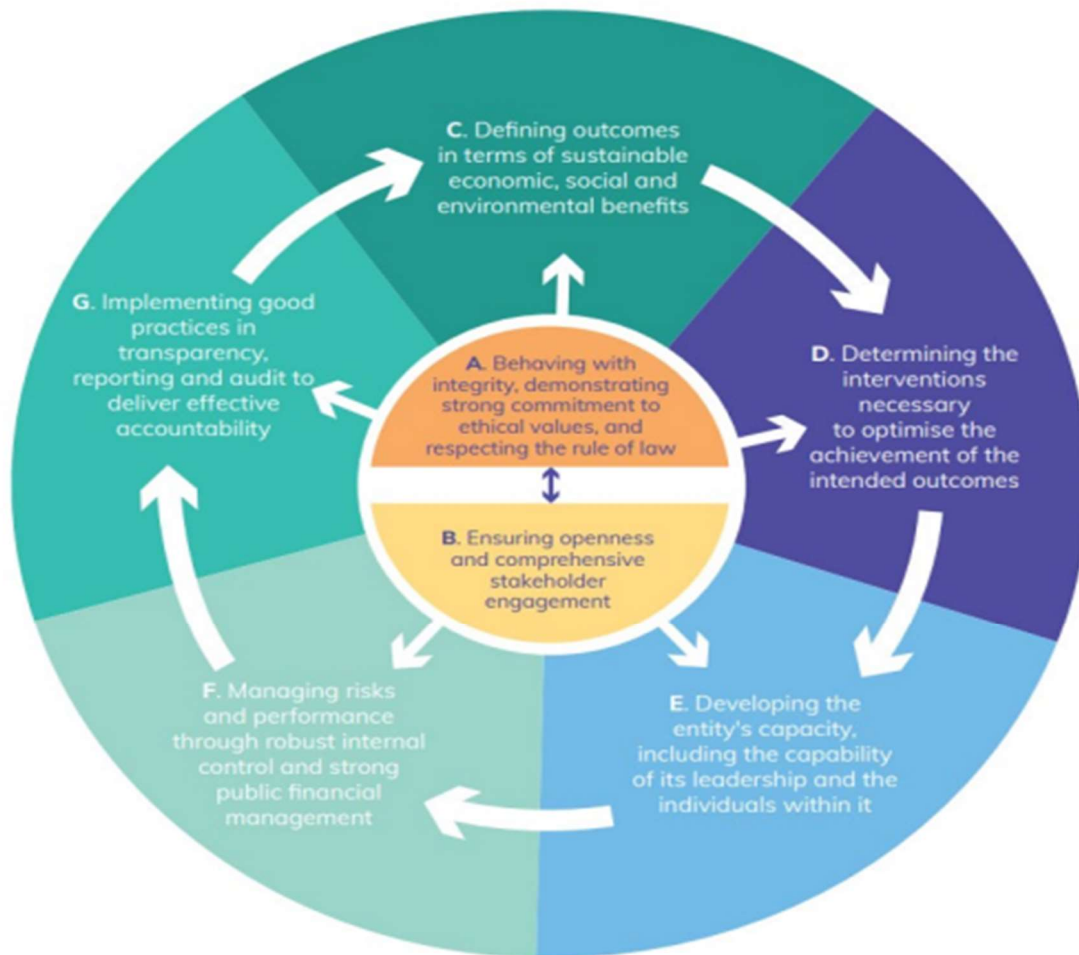 C. Defining outcomes
in terms of sustainable
economic, social and
environmental benefits
G. Implementing good
practices in
transparency,
reporting and audit to
deliver effective
accountability
A. Behaving with
integrity, demonstrating
strong commitment to
ethical values, and
respecting the rule of law
D. Determining the
interventions
necessary
to optimise the
achievement of the
intended outcomes
B. Ensuring openness
and comprehensive
stakeholder
engagement
F. Managing risks
and performance
through robust internal
control and strong
public financial
management
E. Developing the
entity's capacity,
including the capability
of its leadership and the
individuals within it